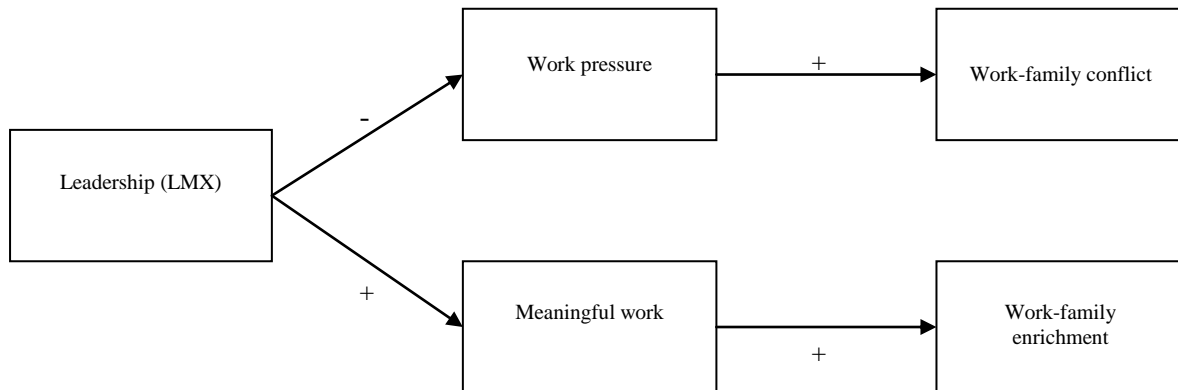 Work pressure
+
Work-family conflict
-
Leadership (LMX)
+
Meaningful work
+
Work-family
enrichment